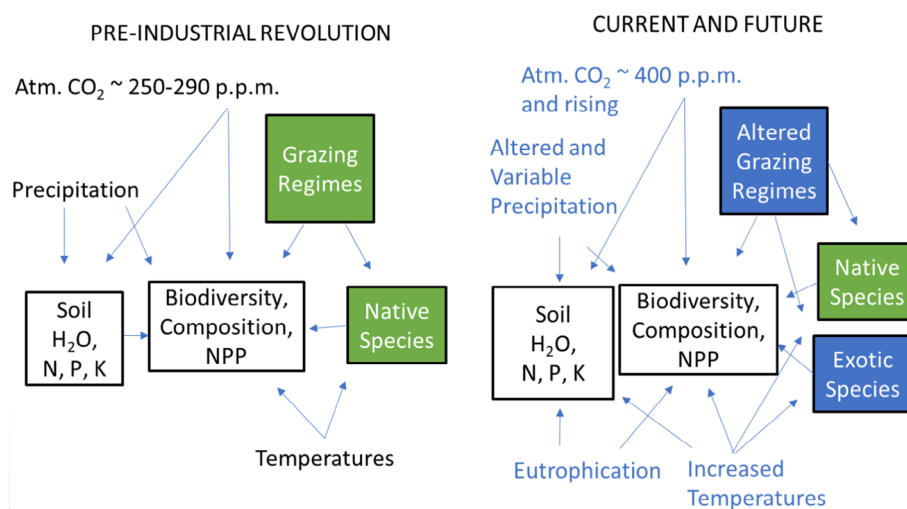 PRE-INDUSTRIAL REVOLUTION
Atm. CO₂ ~ 250-290 p.p.m.
Grazing
Regimes
Precipitation
Soil
H₂O,
N, P, K
Biodiversity,
Composition,
NPP
Native
Species
Temperatures
CURRENT AND FUTURE
Atm. CO₂ ~ 400 p.p.m.
and rising
Altered
Grazing
Regimes
Altered and
Variable
Precipitation
Native
Species
Soil
H₂O,
N, P, K
Biodiversity,
Composition,
NPP
Exotic
Species
Eutrophication
Increased
Temperatures